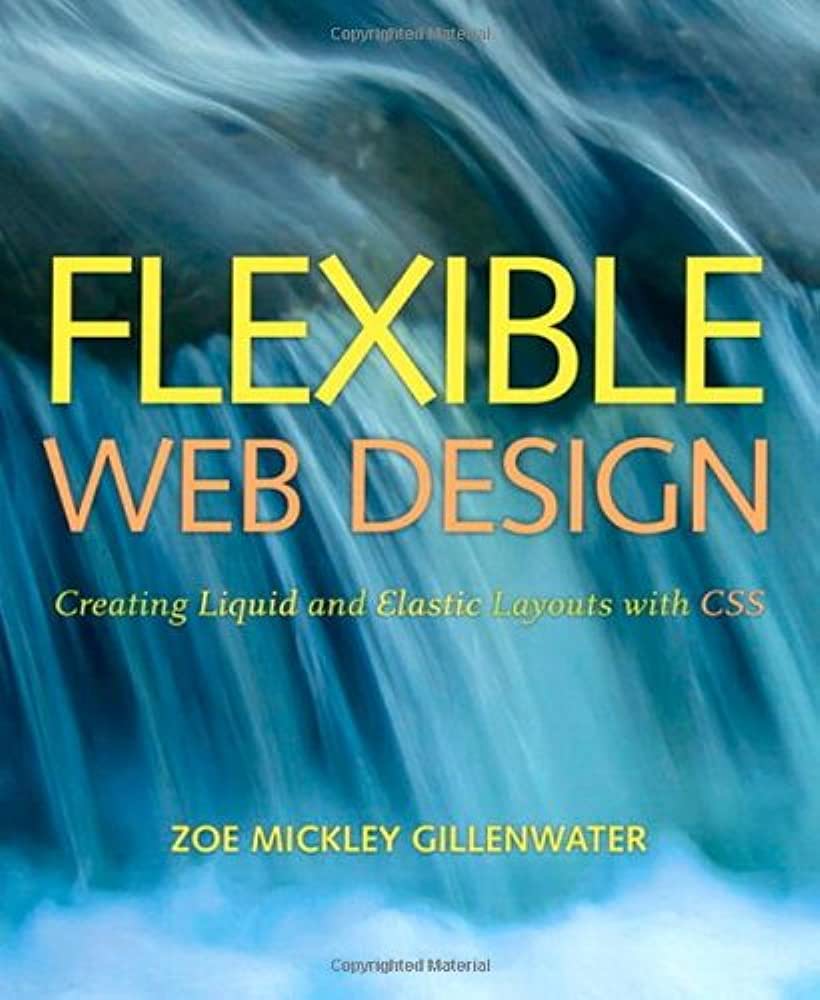 Copyrighted Material
FLEXIBLE
WEB DESIGN
Creating Liquid and Elastic Layouts with CSS
ZOE MICKLEY GILLENWATER
Copyrighted Material